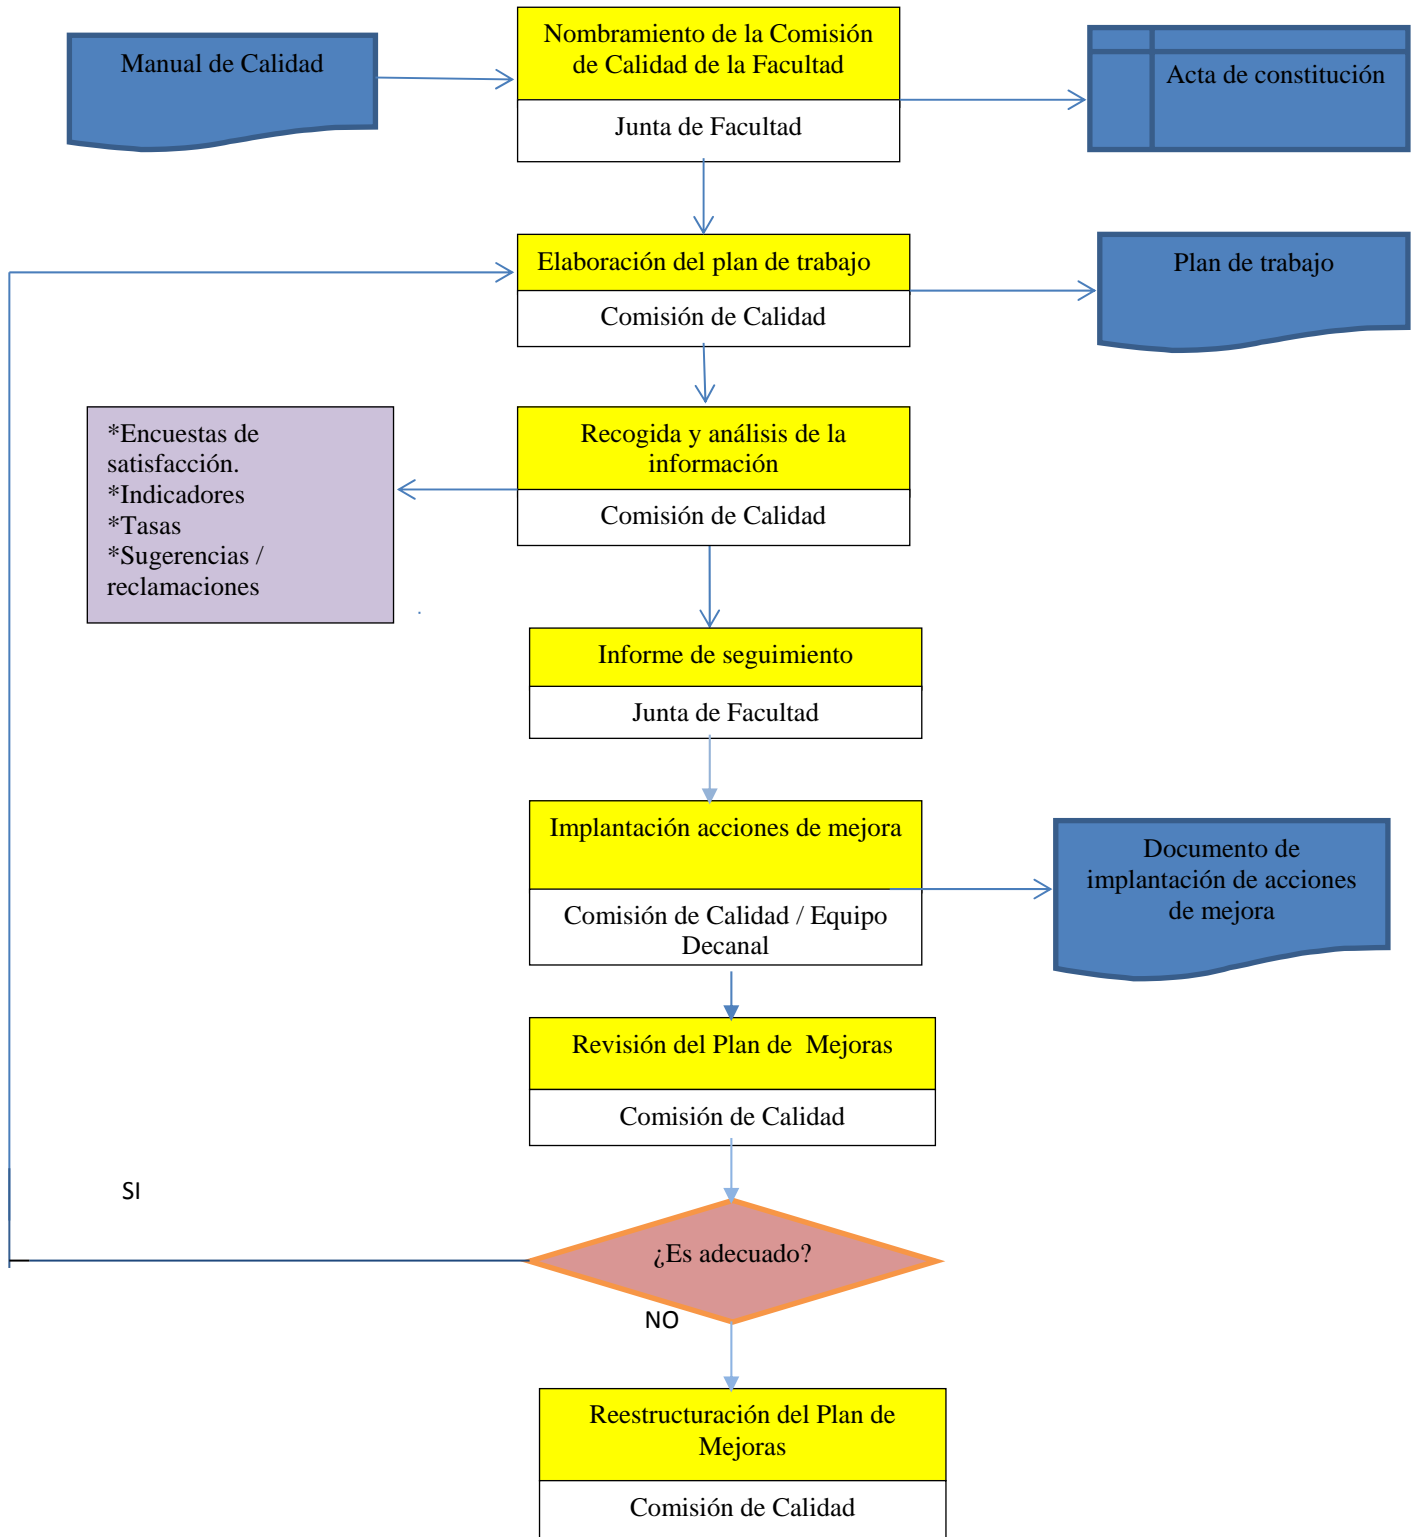 Manual de Calidad
Nombramiento de la Comisión
de Calidad de la Facultad
Junta de Facultad
Acta de constitución
Elaboración del plan de trabajo
Comisión de Calidad
Plan de trabajo
*Encuestas de
satisfacción.
*Indicadores
*Tasas
*Sugerencias /
reclamaciones
Recogida y análisis de la
información
Comisión de Calidad
Informe de seguimiento
Junta de Facultad
Implantación acciones de mejora
Comisión de Calidad / Equipo
Decanal
Documento de
implantación de acciones
de mejora
Revisión del Plan de  Mejoras
Comisión de Calidad
SI
¿Es adecuado?
NO
Reestructuración del Plan de
Mejoras
Comisión de Calidad